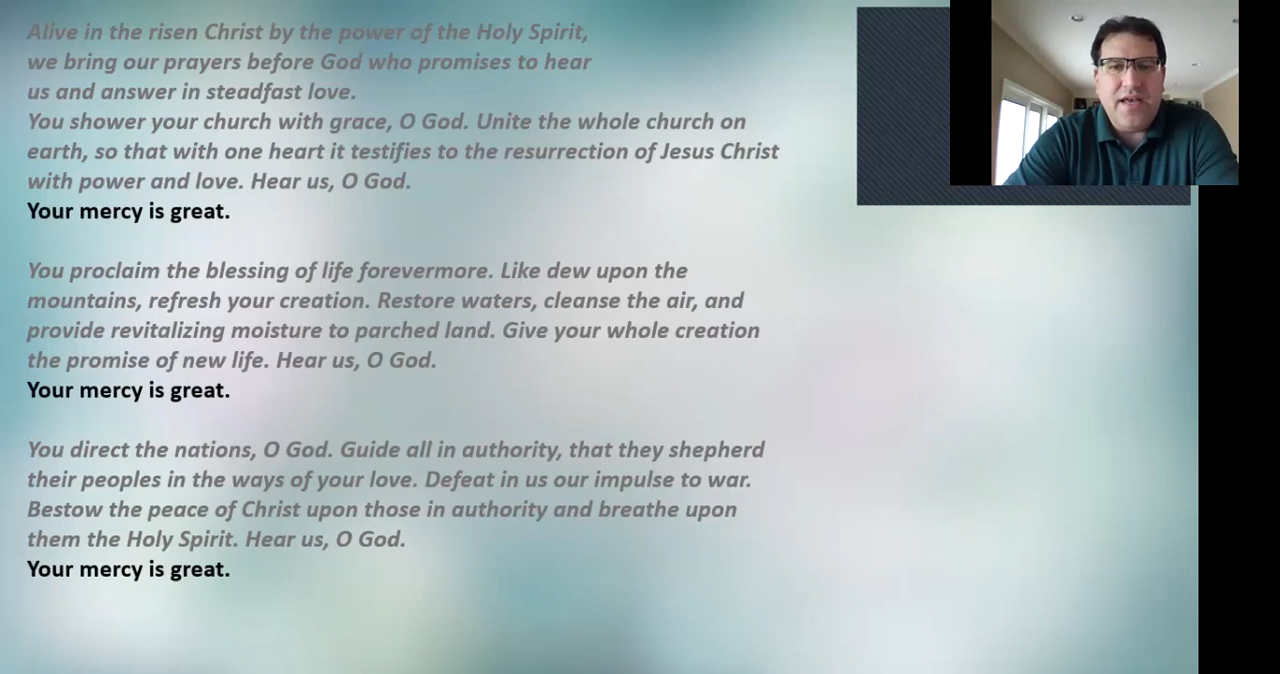 Alive in the risen Christ by the power of the Holy Spirit,
we bring our prayers before God who promises to hear
us and answer in steadfast love.
You shower your church with grace, O God. Unite the whole church on
earth, so that with one heart it testifies to the resurrection of Jesus Christ
with power and love. Hear us, O God.
Your mercy is great.
You proclaim the blessing of life forevermore. Like dew upon the
mountains, refresh your creation. Restore waters, cleanse the air, and
provide revitalizing moisture to parched land. Give your whole creation
the promise of new life. Hear us, O God.
Your mercy is great.
You direct the nations, O God. Guide all in authority, that they shepherd
their peoples in the ways of your love. Defeat in us our impulse to war.
Bestow the peace of Christ upon those in authority and breathe upon
them the Holy Spirit. Hear us, O God.
Your mercy is great.